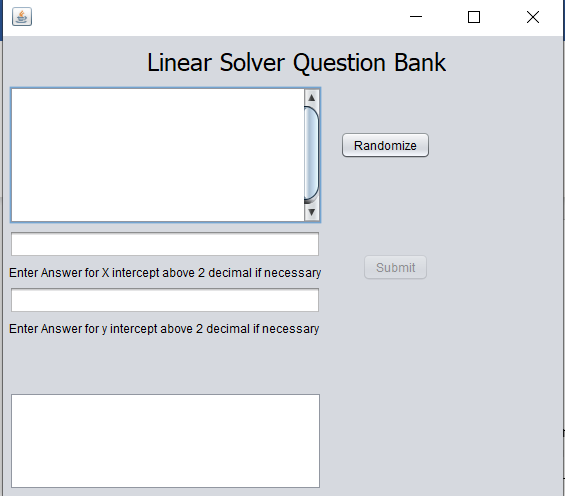 Linear Solver Question Bank
Randomize
Enter Answer for X intercept above 2 decimal if necessary
Submit
Enter Answer for y intercept above 2 decimal if necessary